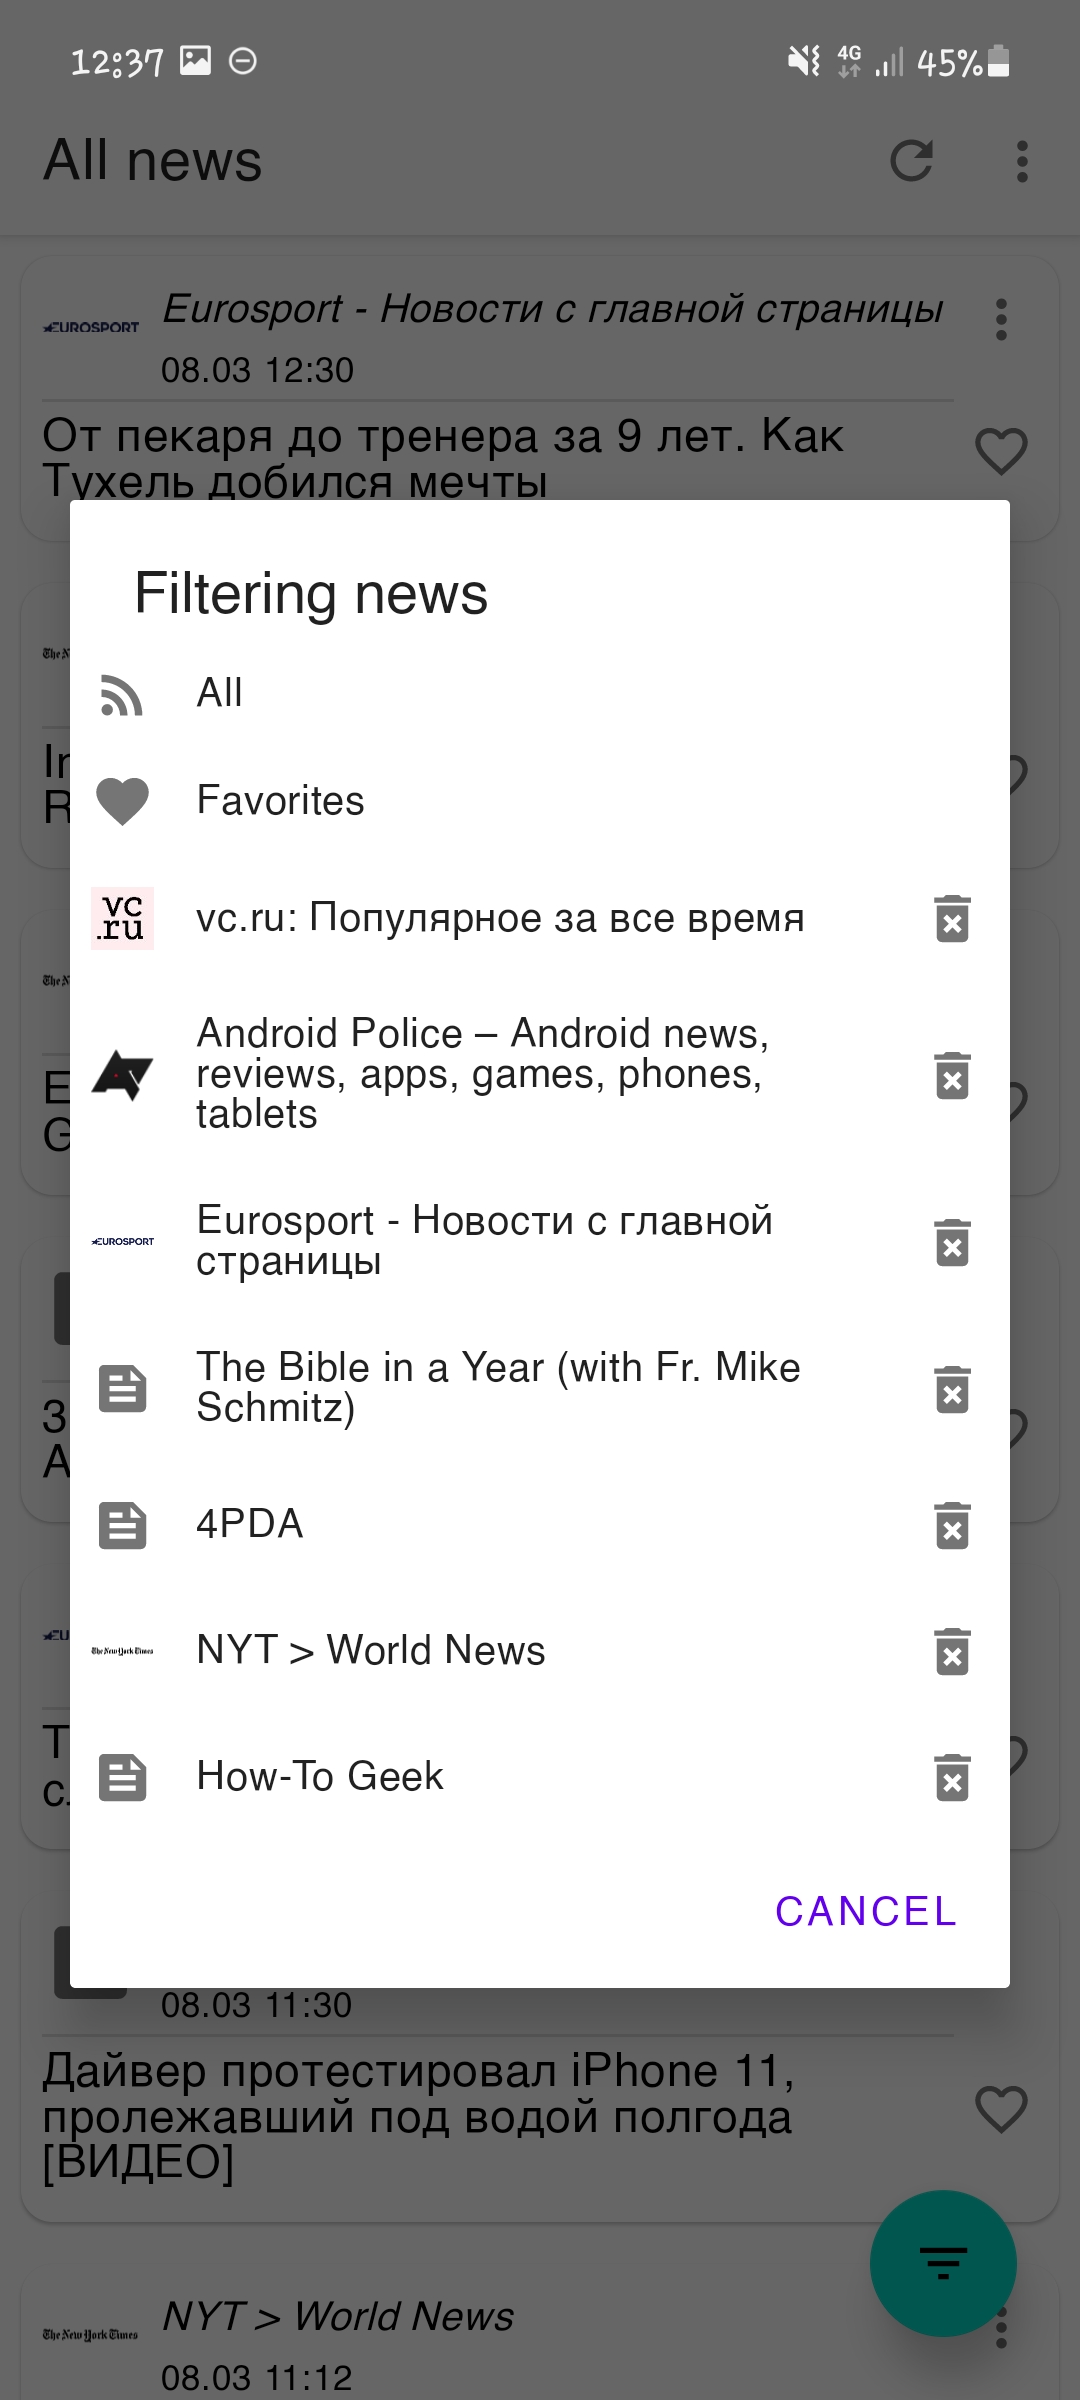 12:37
4G 45%
All news
EUROSPORT
Eurosport - Новости с главной страницы
08.03 12:30
От пекаря до тренера за 9 лет. Как
Тухель добился мечты
Filtering news
All
Favorites
vc.ru
vc.ru: Популярное за все время
Android Police – Android news,
reviews, apps, games, phones,
tablets
EUROSPORT
Eurosport - Новости с главной
страницы
The Bible in a Year (with Fr. Mike
Schmitz)
4PDA
The New York Times
NYT > World News
How-To Geek
CANCEL
08.03 11:30
Дайвер протестировал iPhone 11,
пролежавший под водой полгода
[ВИДЕО]
The New York Times
NYT > World News
08.03 11:12